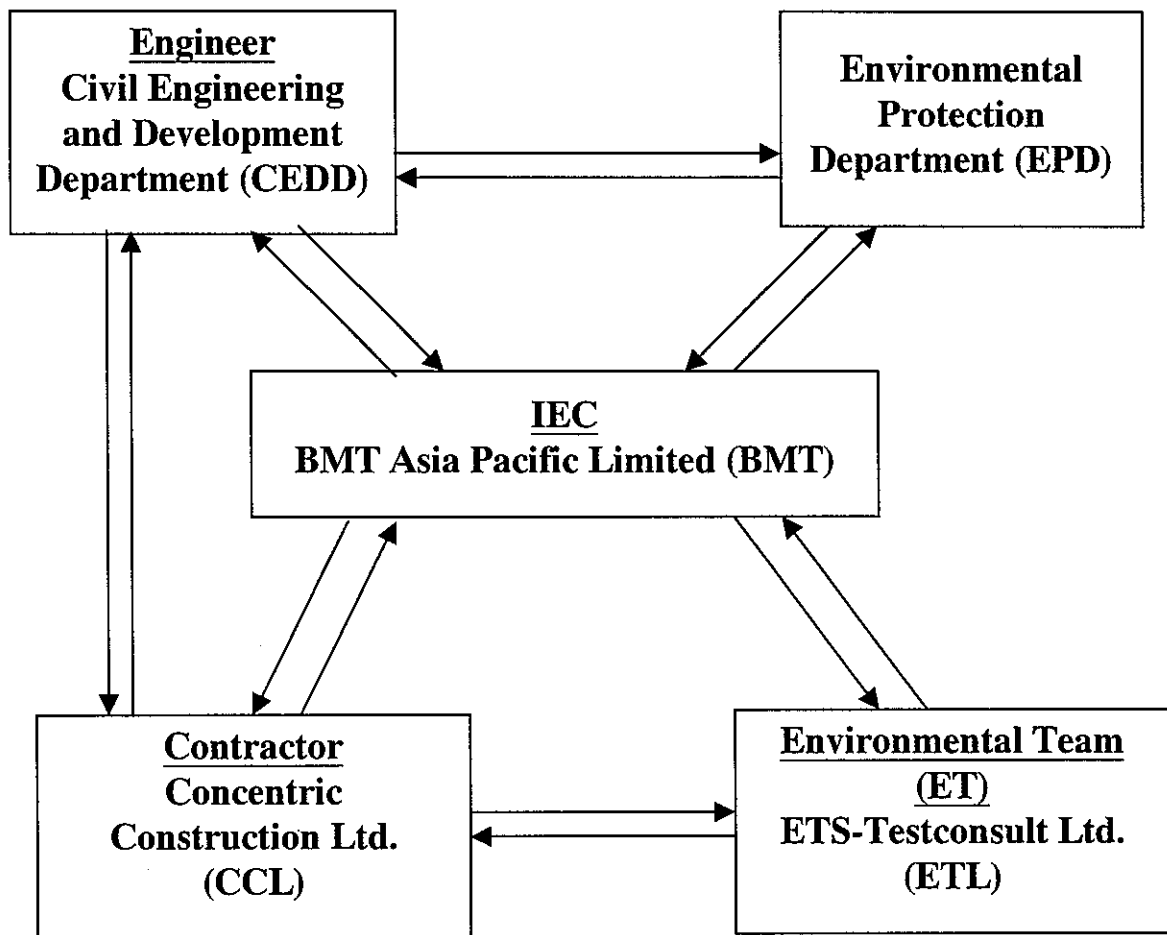 Engineer
Civil Engineering
and Development
Department (CEDD)
Environmental
Protection
Department (EPD)
IEC
BMT Asia Pacific Limited (BMT)
Contractor
Concentric
Construction Ltd.
(CCL)
Environmental Team
(ET)
ETS-Testconsult Ltd.
(ETL)